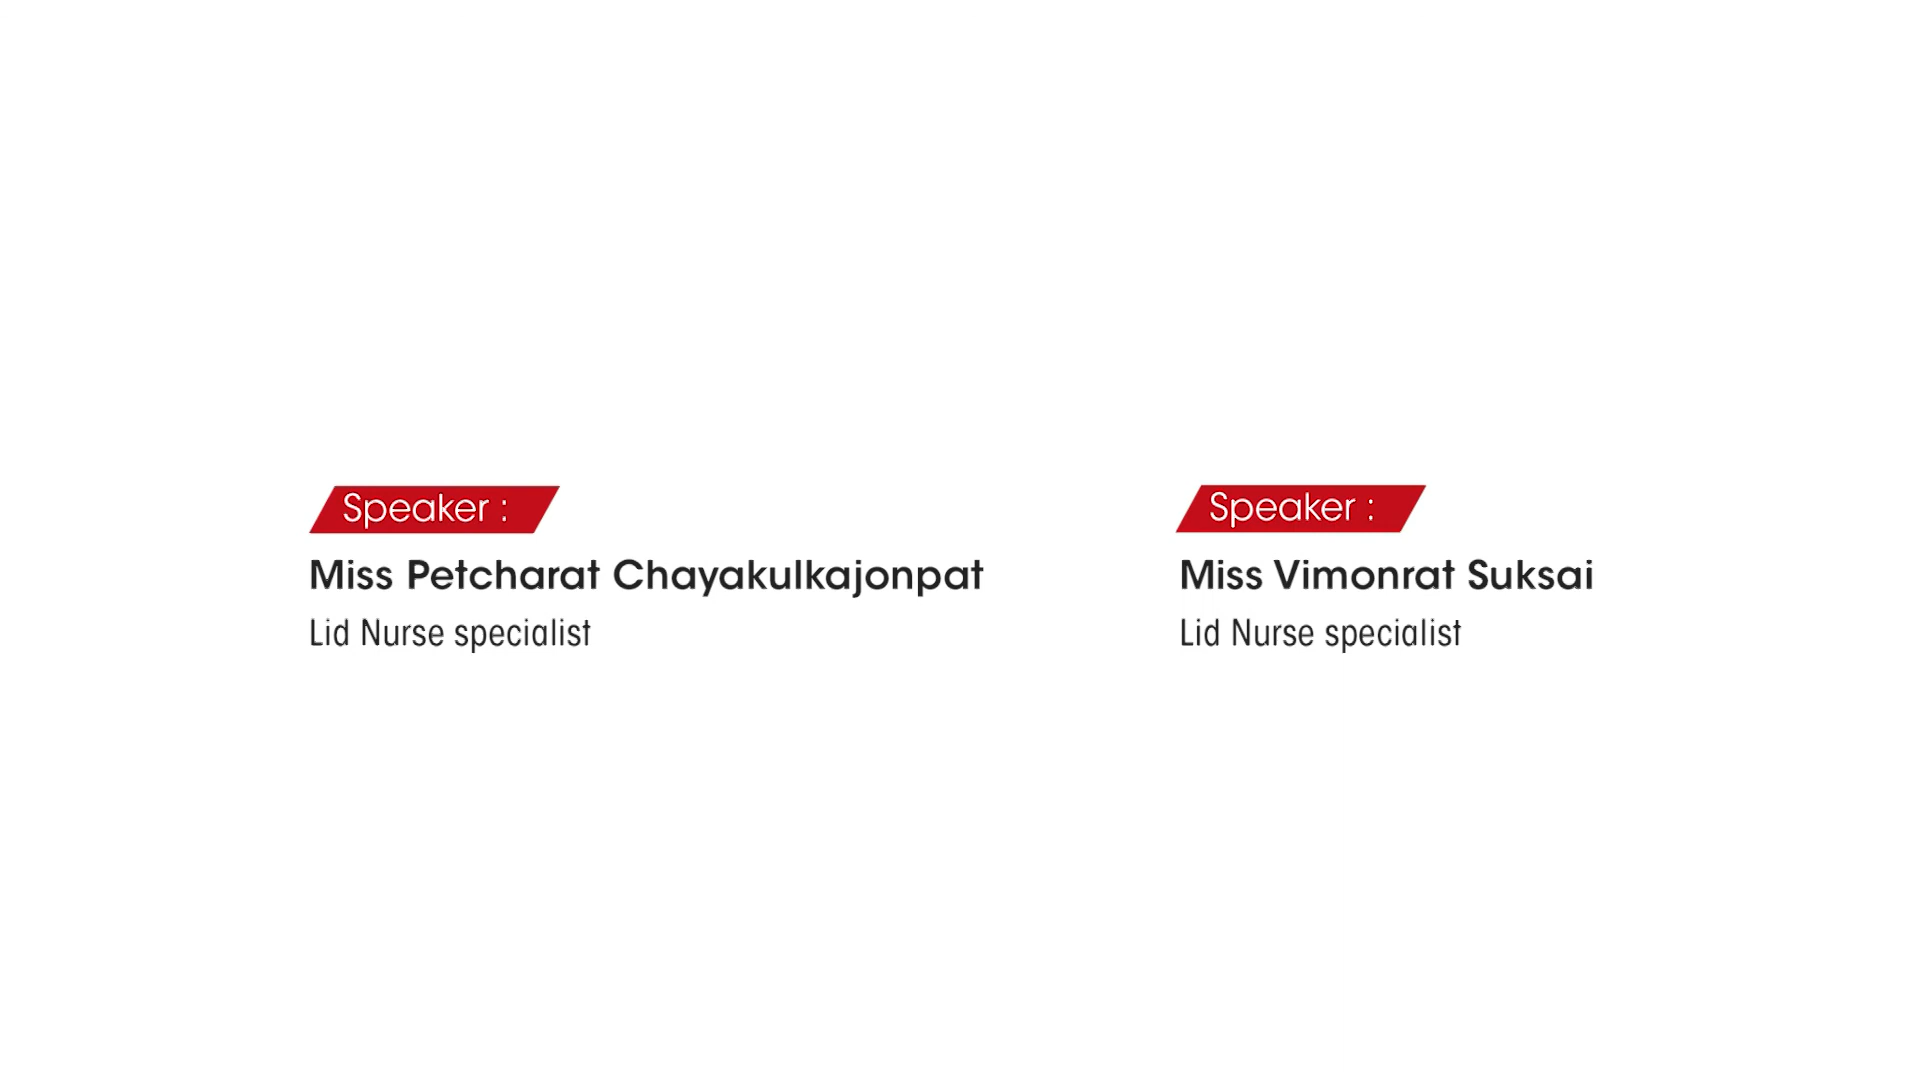 Speaker :
Miss Petcharat Chayakulkajonpat
Lid Nurse specialist
Speaker :
Miss Vimonrat Suksai
Lid Nurse specialist